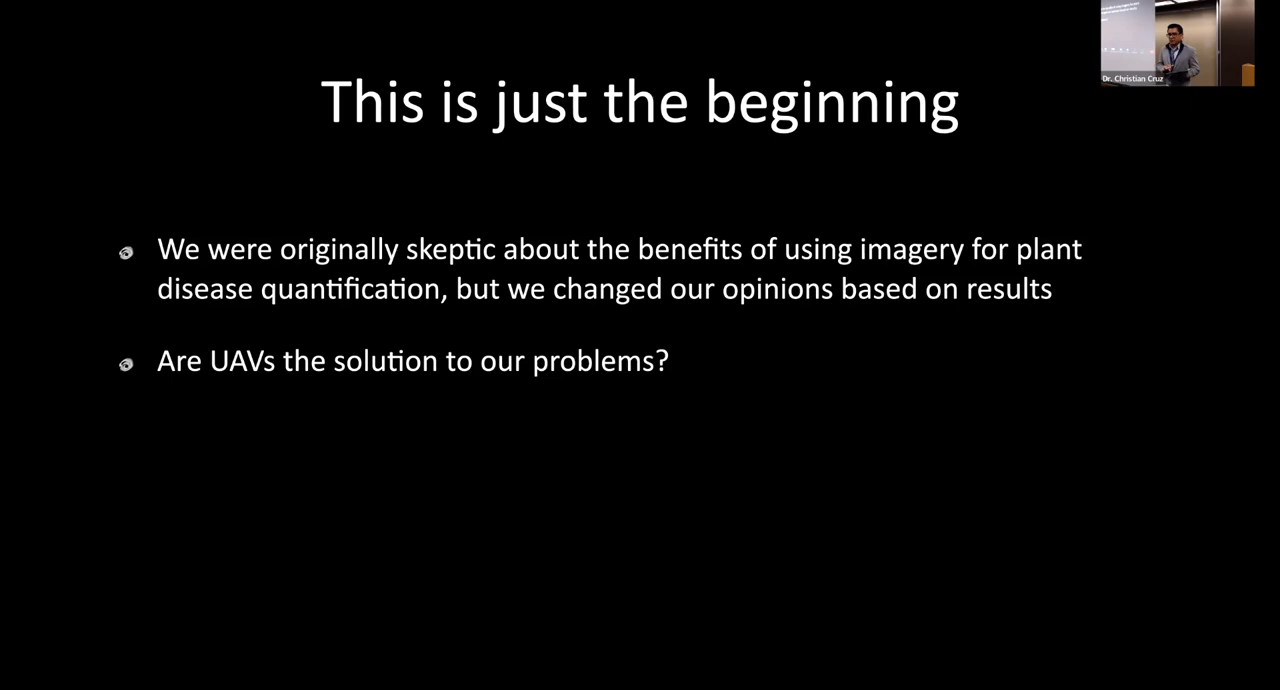 This is just the beginning
We were originally skeptic about the benefits of using imagery for plant
disease quantification, but we changed our opinions based on results
Are UAVs the solution to our problems?
Dr. Christian Cruz